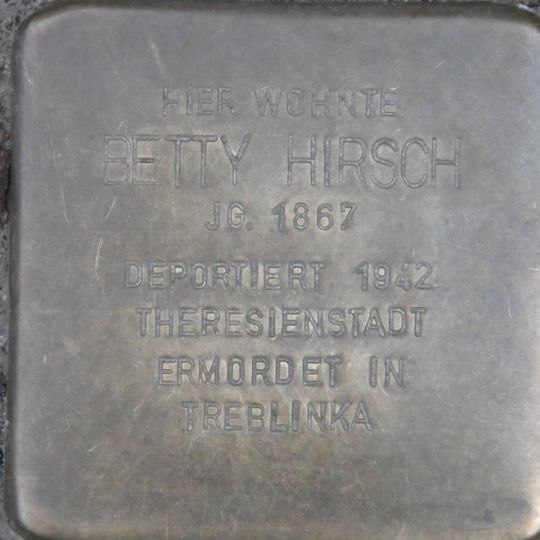 HIER WOHNTE
BETTY HIRSCH
JG. 1867
DEPORTIERT 1942
THERESIENSTADT
ERMORDET IN
TREBLINKA